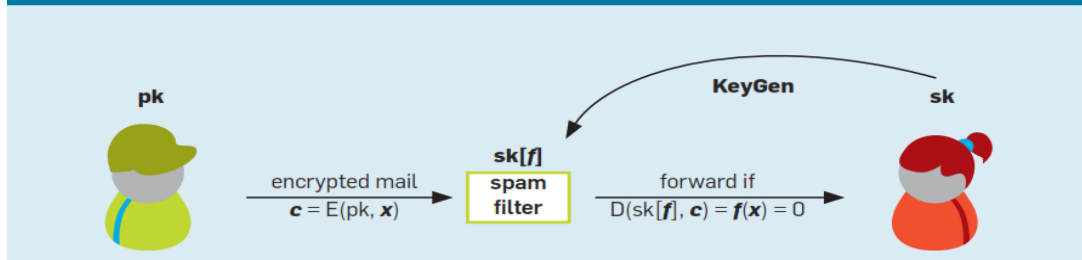 KeyGen
pk
sk
sk[f]
encrypted mail
c = E(pk, x)
spam
filter
forward if
D(sk[f], c) = f(x) = 0